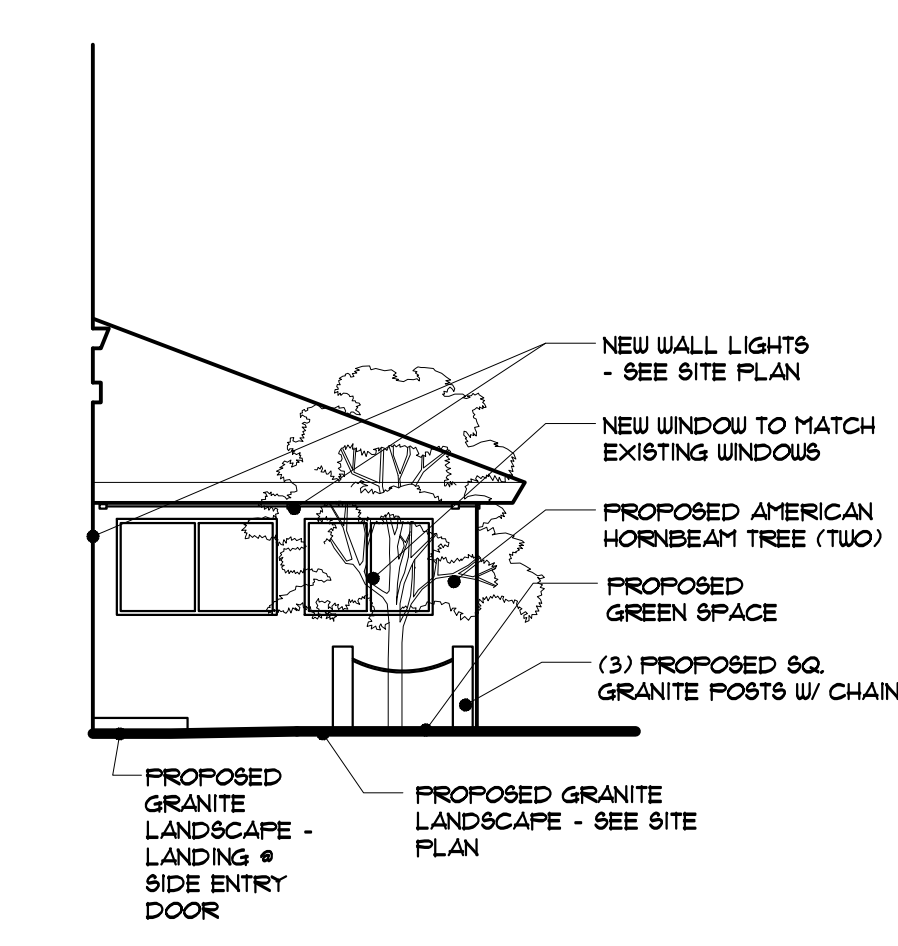 NEW WALL LIGHTS
- SEE SITE PLAN
NEW WINDOW TO MATCH
EXISTING WINDOWS
PROPOSED AMERICAN
HORNBEAM TREE (TWO)
PROPOSED
GREEN SPACE
(3) PROPOSED SQ.
GRANITE POSTS W/ CHAIN
PROPOSED
GRANITE
LANDSCAPE -
LANDING @
SIDE ENTRY
DOOR
PROPOSED GRANITE
LANDSCAPE - SEE SITE
PLAN